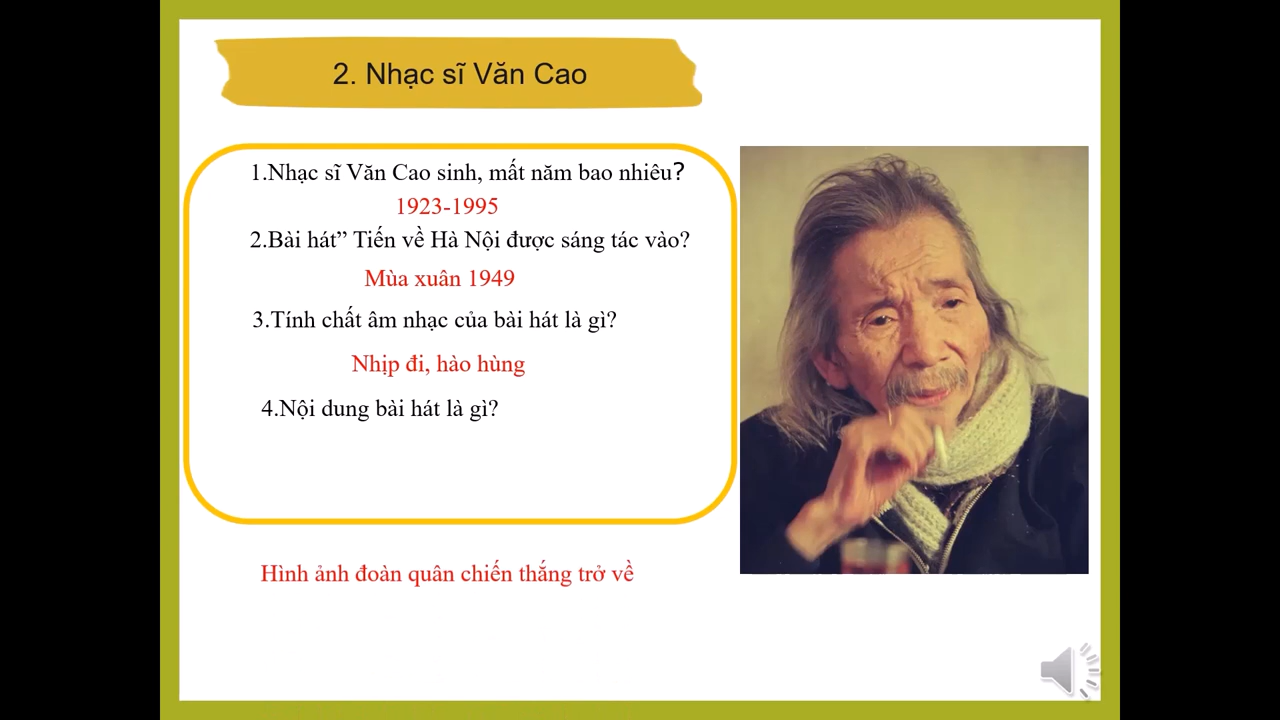 2. Nhạc sĩ Văn Cao
1.Nhạc sĩ Văn Cao sinh, mất năm bao nhiêu?
1923-1995
2.Bài hát” Tiến về Hà Nội được sáng tác vào?
Mùa xuân 1949
3.Tính chất âm nhạc của bài hát là gì?
Nhịp đi, hào hùng
4.Nội dung bài hát là gì?
Hình ảnh đoàn quân chiến thắng trở về